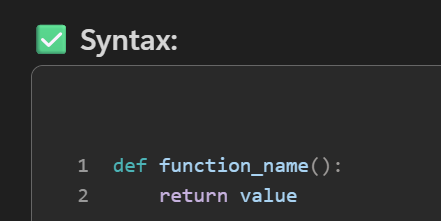 ✅ Syntax:
1 def function_name():
2     return value